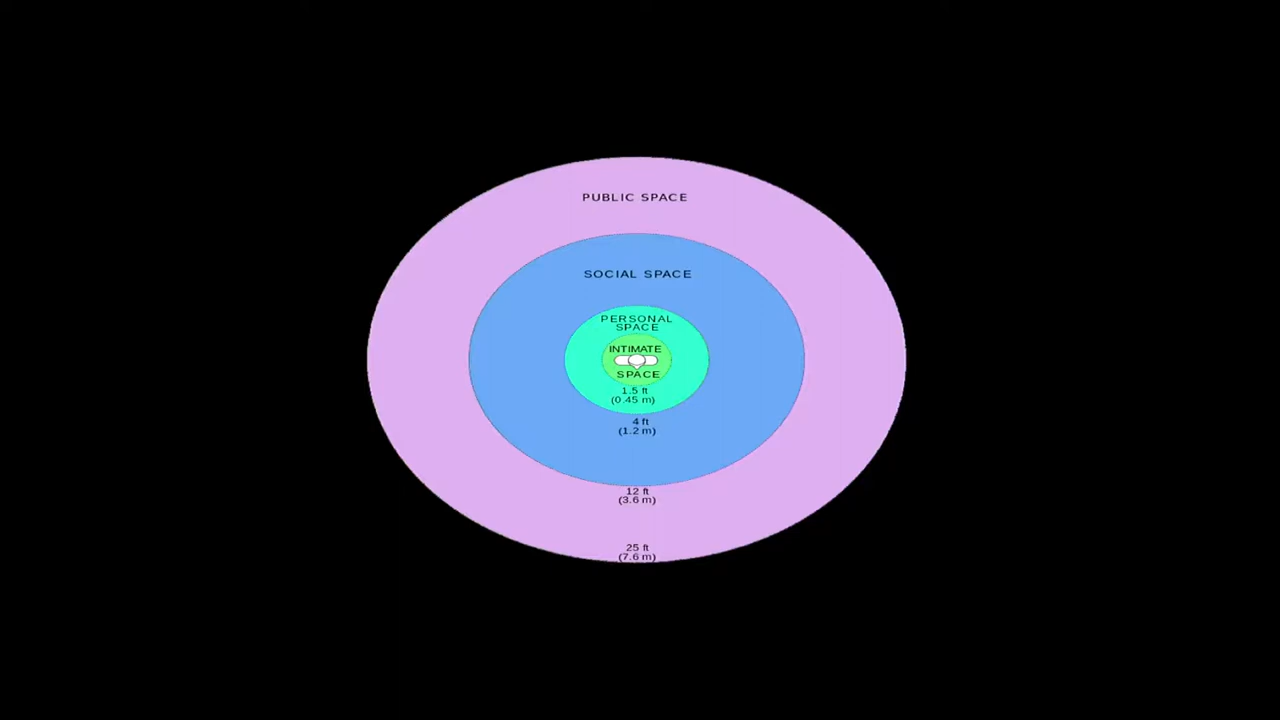 PUBLIC SPACE
SOCIAL SPACE
PERSONAL
SPACE
INTIMATE
SPACE
1.5 ft
(0.45 m)
4 ft
(1.2 m)
12 ft
(3.6 m)
25 ft
(7.6 m)